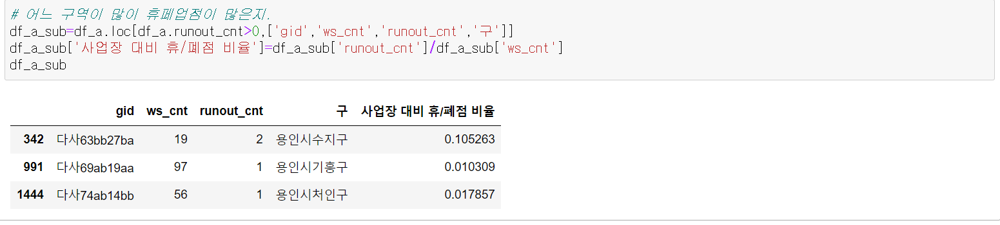 # 어느 구역이 많이 휴폐업점이 많은지.
df_a_sub=df_a.loc[df_a.runout_cnt>0,['gid','ws_cnt','runout_cnt','구']]
df_a_sub['사업장 대비 휴/폐점 비율']=df_a_sub['runout_cnt']/df_a_sub['ws_cnt']
df_a_sub
gid ws_cnt runout_cnt 구 사업장 대비 휴/폐점 비율
342 다사63bb27ba 19 2 용인시수지구 0.105263
991 다사69ab19aa 97 1 용인시기흥구 0.010309
1444 다사74ab14bb 56 1 용인시처인구 0.017857